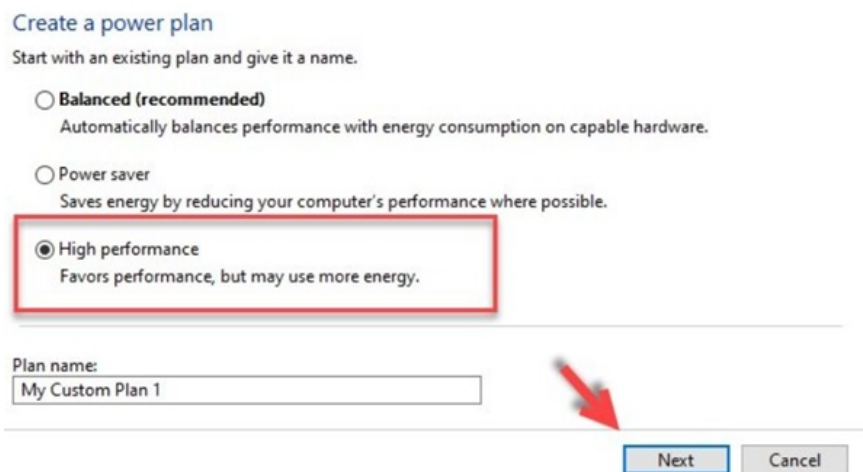 Create a power plan
Start with an existing plan and give it a name.
Balanced (recommended)
Automatically balances performance with energy consumption on capable hardware.
Power saver
Saves energy by reducing your computer's performance where possible.
High performance
Favors performance, but may use more energy.
Plan name:
My Custom Plan 1
Next Cancel